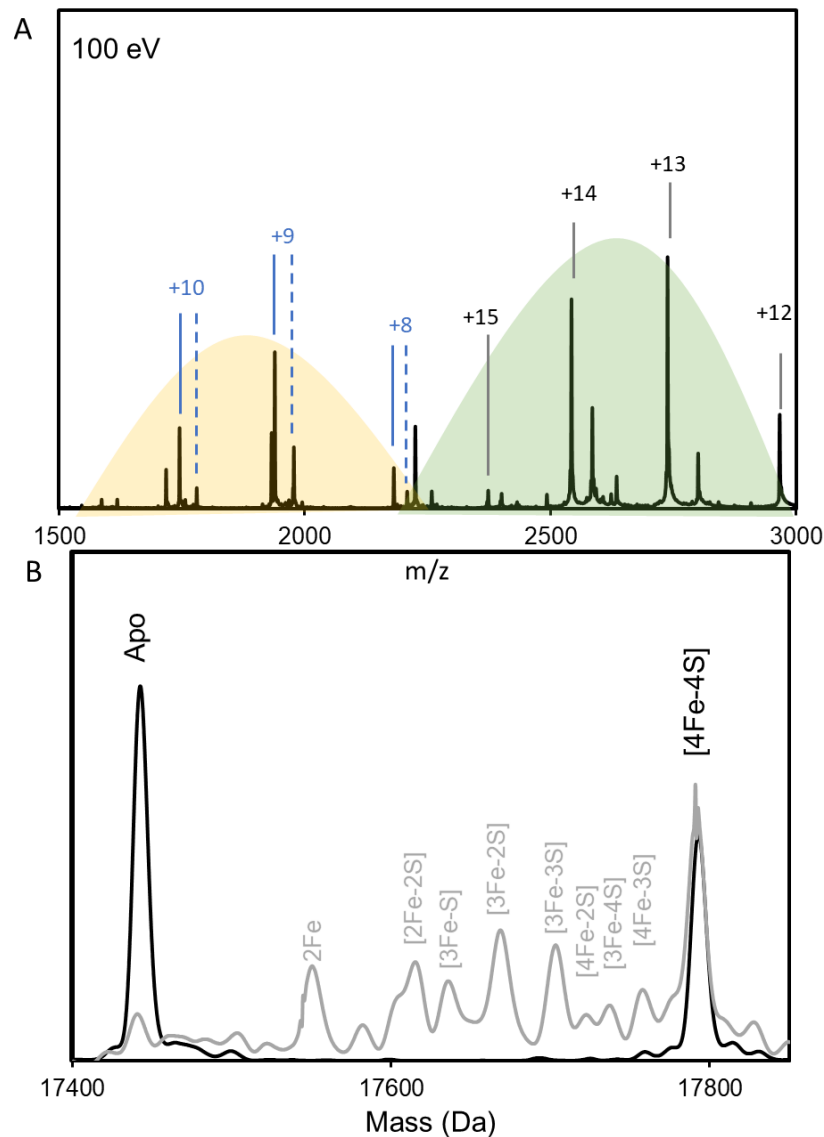 A
100 eV
+13
+14
+9
+10
+15
+8
+12
1500 2000 2500 3000
m/z
B
Apo
2Fe
[2Fe-2S]
[3Fe-S]
[3Fe-2S]
[3Fe-3S]
[4Fe-2S]
[3Fe-4S]
[4Fe-3S]
[4Fe-4S]
17400 17600 17800
Mass (Da)